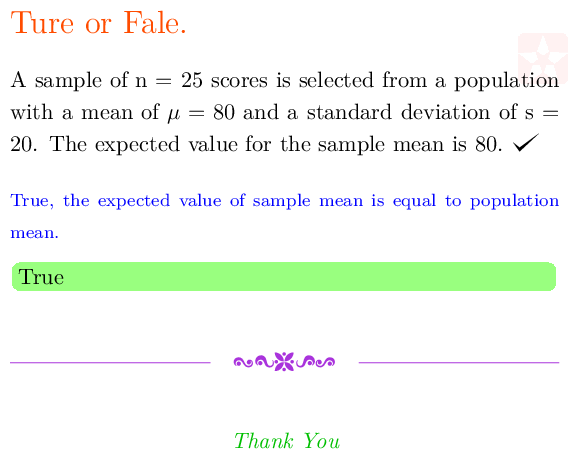 Ture or Fale.
A sample of n = 25 scores is selected from a population
with a mean of μ = 80 and a standard deviation of s =
20. The expected value for the sample mean is 80. ✓
True, the expected value of sample mean is equal to population
mean.
True
Thank You